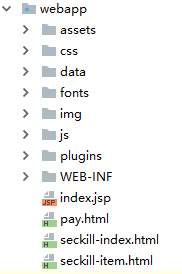 webapp
assets
css
data
fonts
img
js
plugins
WEB-INF
JSP index.jsp
H pay.html
H seckill-index.html
H seckill-item.html